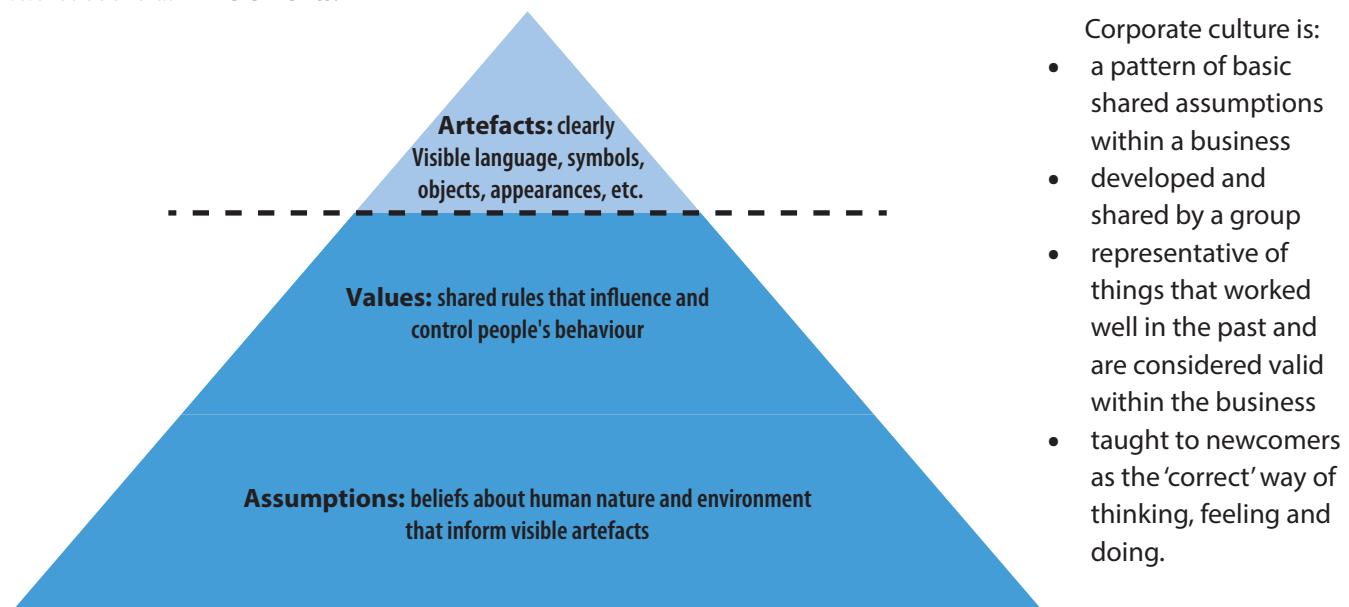 Artefacts: clearly
Visible language, symbols,
objects, appearances, etc.
Values: shared rules that influence and
control people's behaviour
Assumptions: beliefs about human nature and environment
that inform visible artefacts
Corporate culture is:
• a pattern of basic
shared assumptions
within a business
• developed and
shared by a group
• representative of
things that worked
well in the past and
are considered valid
within the business
• taught to newcomers
as the ‘correct’ way of
thinking, feeling and
doing.